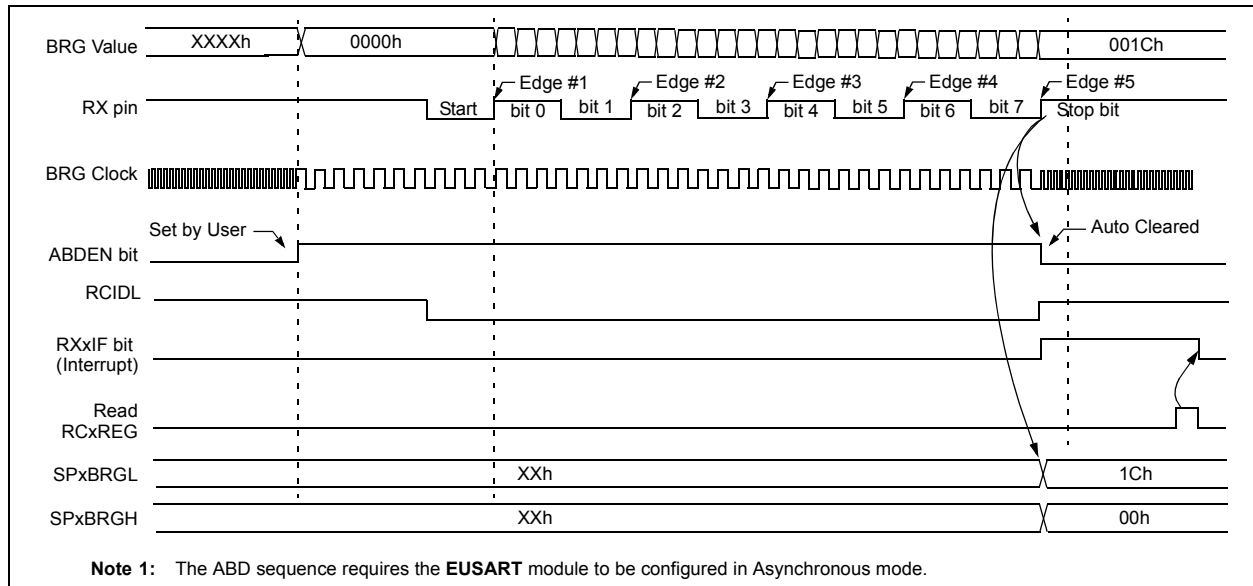 BRG Value XXXXh 0000h 001Ch
Edge #1 Edge #2 Edge #3 Edge #4 Edge #5
RX pin Start bit 0 bit 1 bit 2 bit 3 bit 4 bit 5 bit 6 bit 7 Stop bit
BRG Clock
Set by User Auto Cleared
ABDEN bit
RCIDL
RXxIF bit
(Interrupt)
Read
RCxREG
SPxBRGL XXh 1Ch
SPxBRGH XXh 00h
Note 1: The ABD sequence requires the EUSART module to be configured in Asynchronous mode.